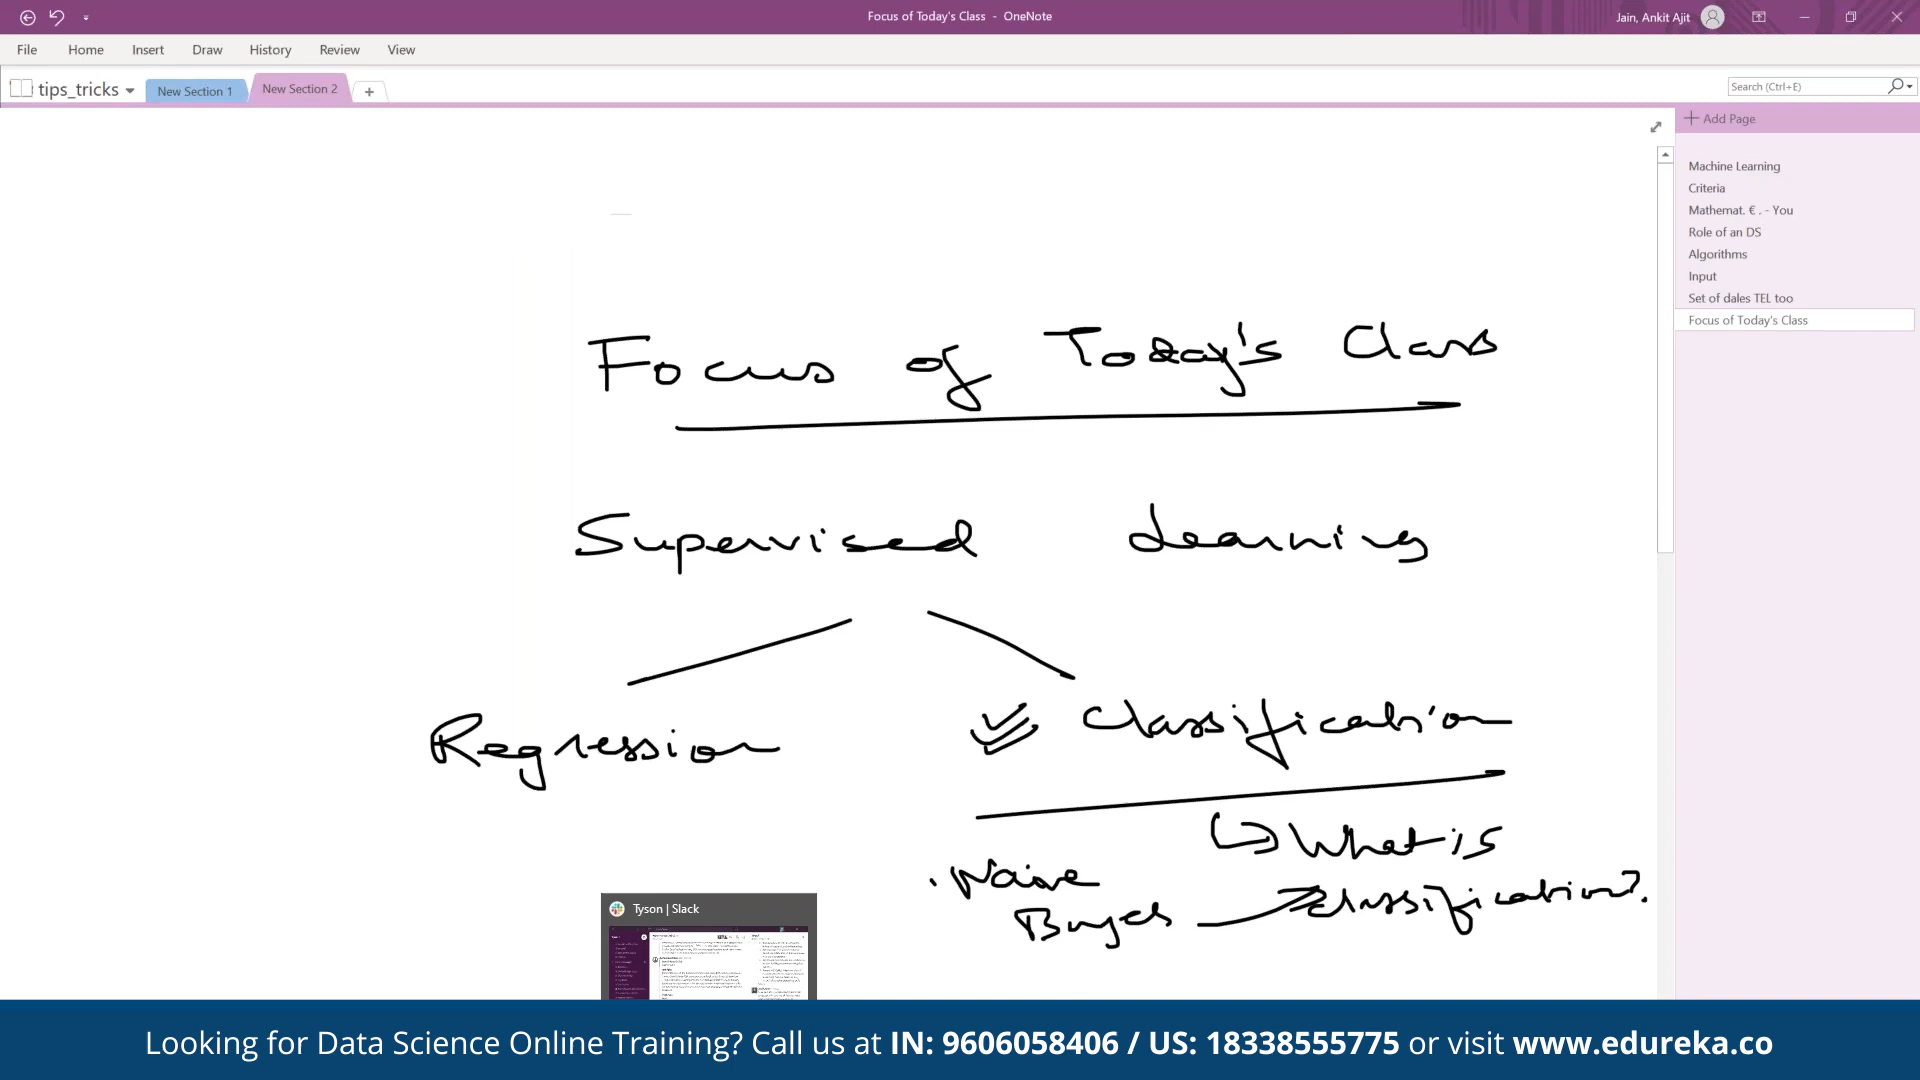 Focus of Today's Class - OneNote
Jain, Ankit Ajit
File Home Insert Draw History Review View
tips_tricks New Section 1 New Section 2 +
Search (Ctrl+E)
Add Page
Machine Learning
Criteria
Mathemat. € . - You
Role of an DS
Algorithms
Input
Set of dales TEL too
Focus of Today's Class
Focus of Today's Class
Supervised Learning
Regression
Classification
What is
Classification?
. Naive
Bayes
Tyson | Slack
Looking for Data Science Online Training? Call us at IN: 9606058406 / US: 18338555775 or visit www.edureka.co